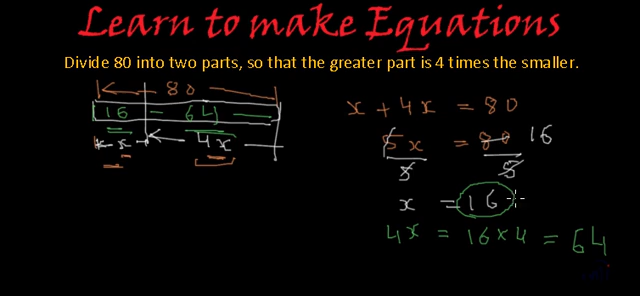 Learn to make Equations
Divide 80 into two parts, so that the greater part is 4 times the smaller.
80
16 64
x 4x
x + 4x = 80
5x = 80 16
5 5
x = 16
4x = 16 × 4 = 64